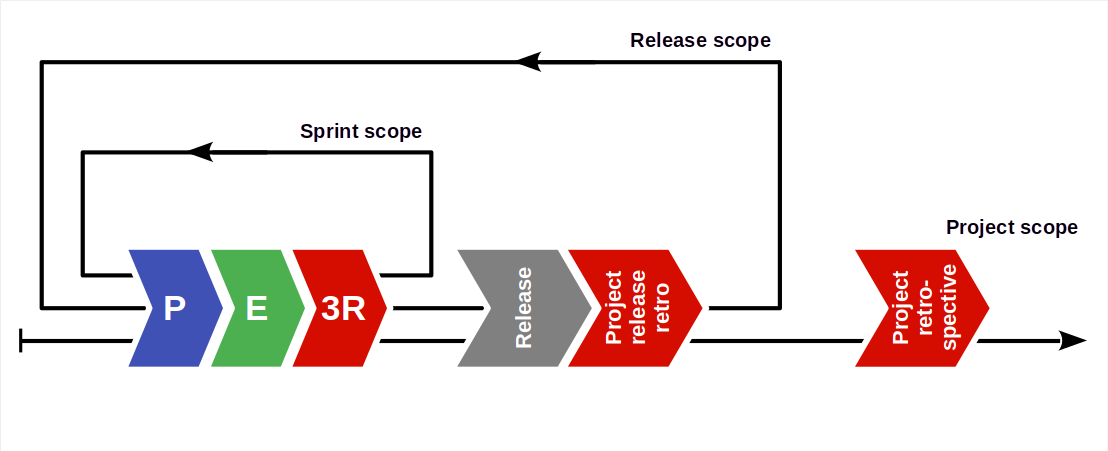 Release scope
Sprint scope
Project scope
P
E
3R
Release
Project
release
retro
Project
retro-
spective